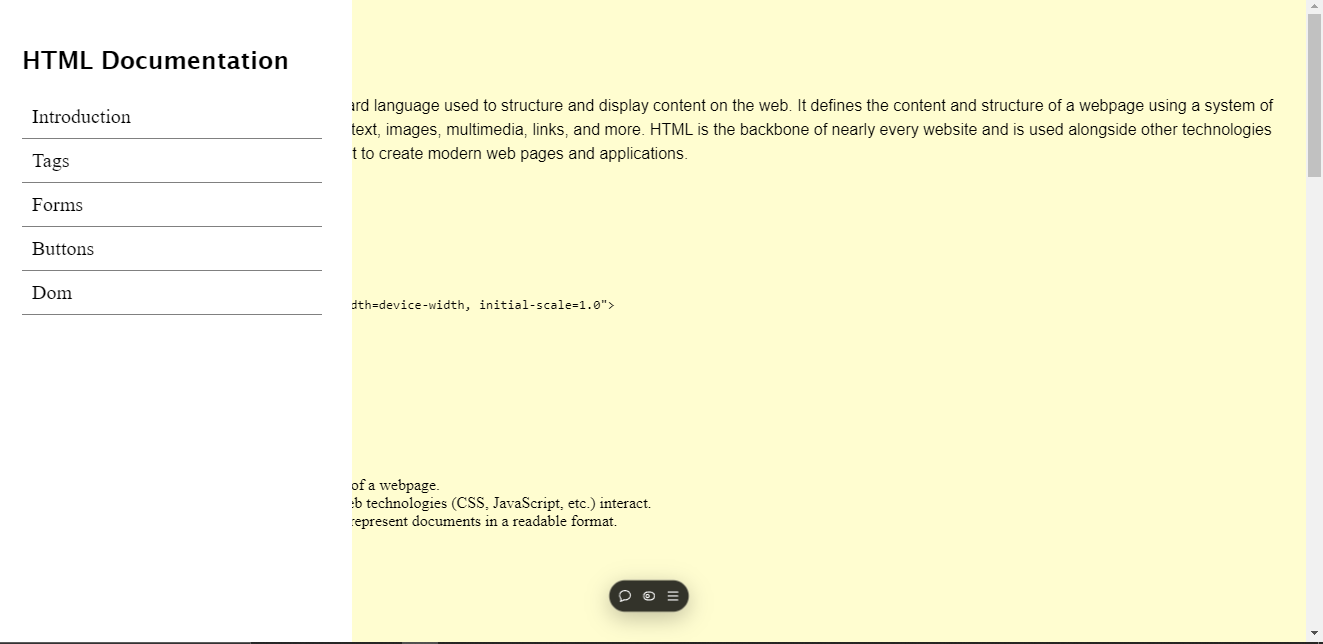 HTML Documentation
Introduction
Tags
Forms
Buttons
Dom
ard language used to structure and display content on the web. It defines the content and structure of a webpage using a system of
text, images, multimedia, links, and more. HTML is the backbone of nearly every website and is used alongside other technologies
t to create modern web pages and applications.
dth=device-width, initial-scale=1.0">
of a webpage.
eb technologies (CSS, JavaScript, etc.) interact.
represent documents in a readable format.